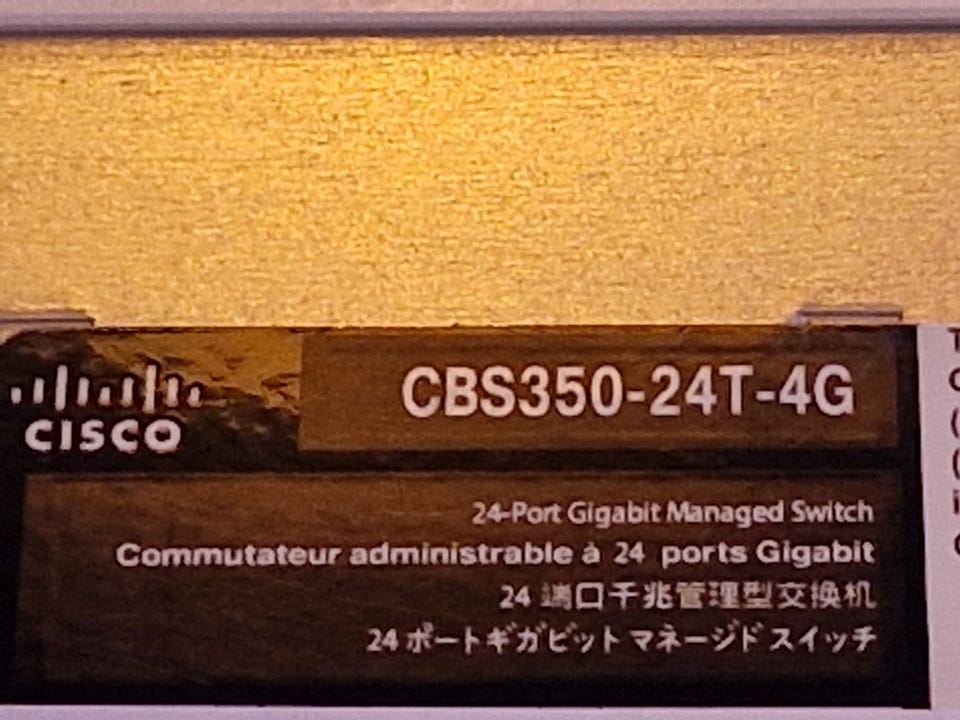 CISCO
CBS350-24T-4G
24-Port Gigabit Managed Switch
Commutateur administrable à 24 ports Gigabit
24 端口千兆管理型交换机
24 ポートギガビット マネージド スイッチ